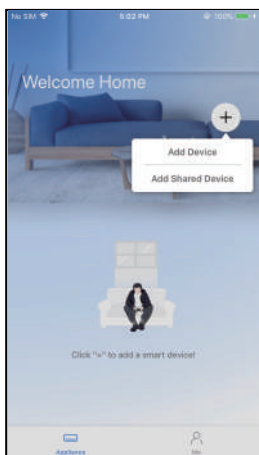 No SIM 5:02 PM 100%
Welcome Home
+
Add Device
Add Shared Device
Click "+" to add a smart device!
Appliance Me